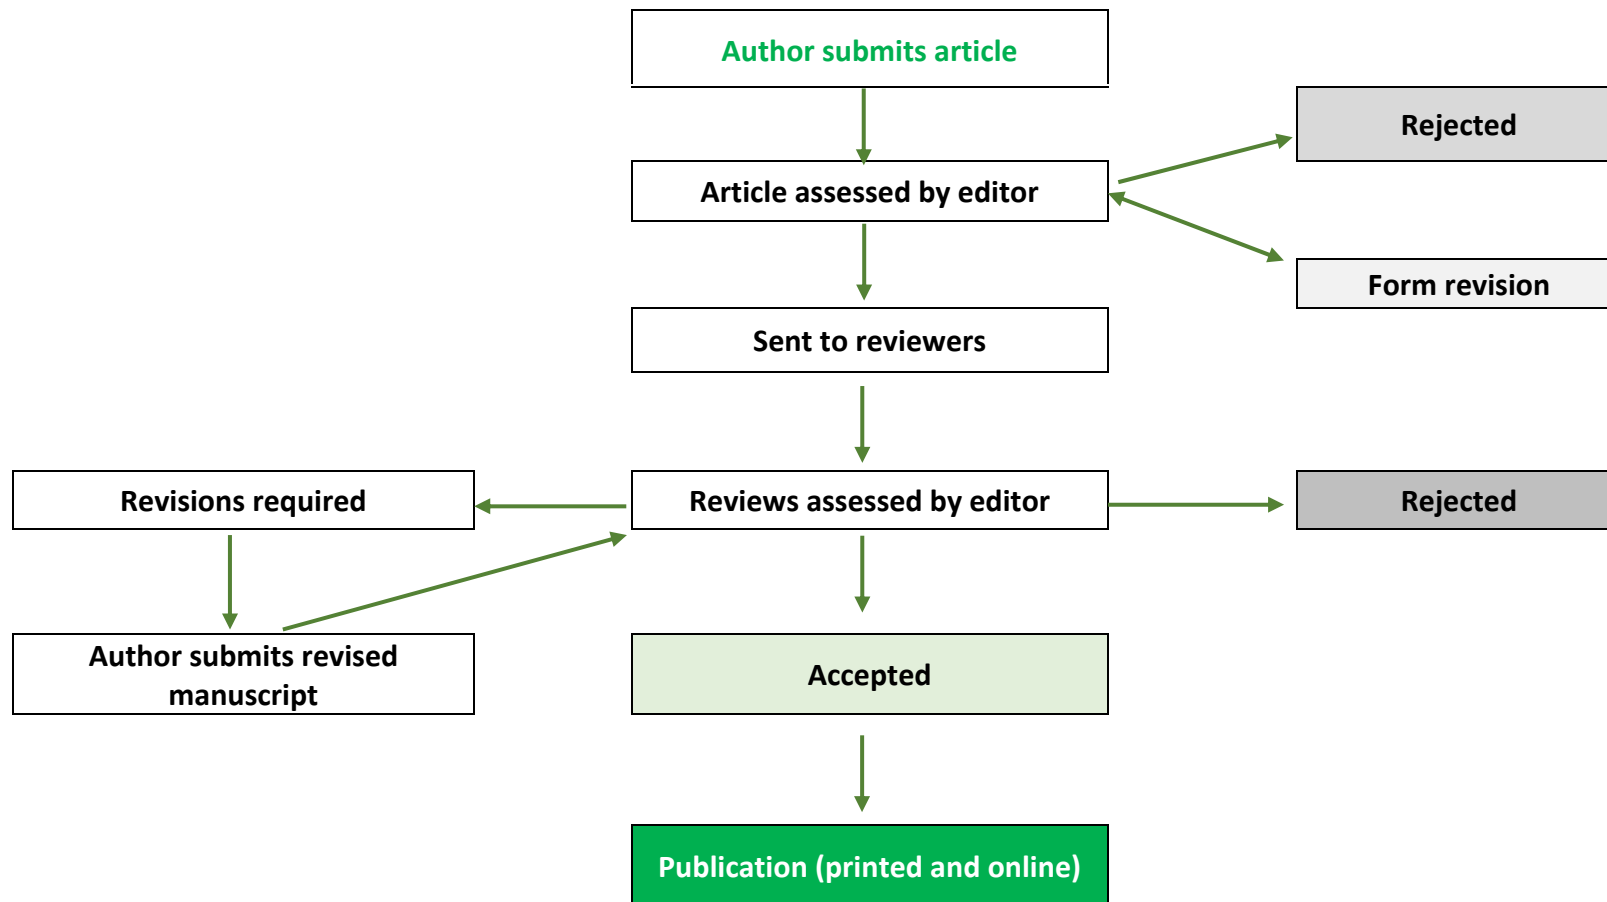 Author submits article
Rejected
Article assessed by editor
Form revision
Sent to reviewers
Revisions required
Reviews assessed by editor
Rejected
Author submits revised
manuscript
Accepted
Publication (printed and online)